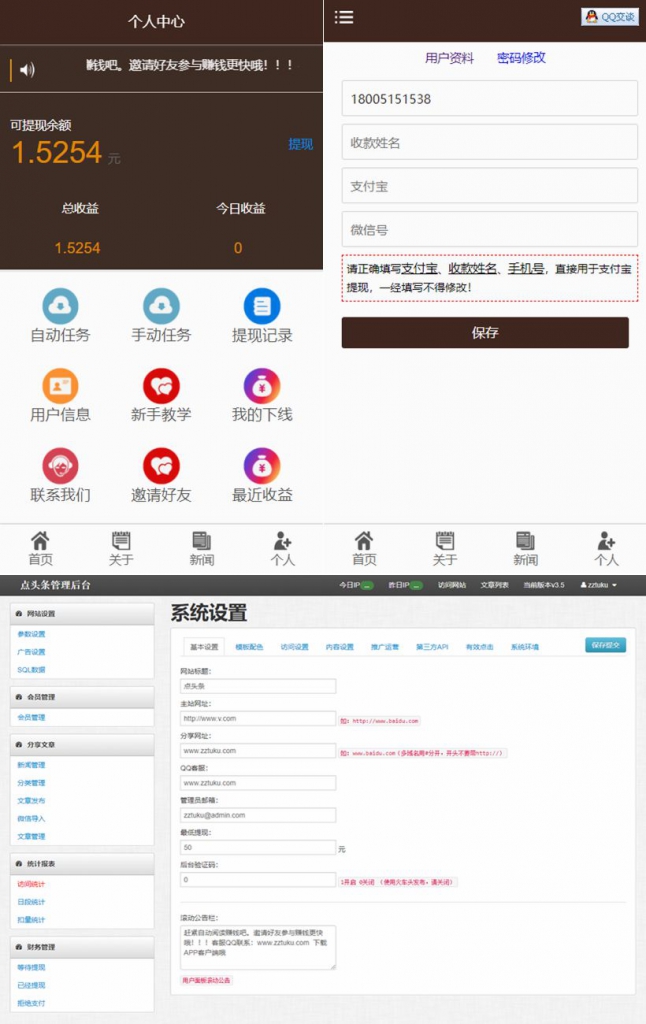 个人中心
赚钱吧。邀请好友参与赚钱更快哦！！！
可提现余额
1.5254 元
提现
总收益 今日收益
1.5254 0
自动任务 手动任务 提现记录
用户信息 新手教学 我的下线
联系我们 邀请好友 最近收益
首页 关于 新闻 个人
QQ交谈
用户资料 密码修改
18005151538
收款姓名
支付宝
微信号
请正确填写支付宝、收款姓名、手机号，直接用于支付宝
提现，一经填写不得修改！
保存
首页 关于 新闻 个人
点头条管理后台 今日IP 昨日IP 访问网站 文章列表 当前版本v3.5 zztuku
网站设置
参数设置
广告设置
SQL数据
会员管理
会员管理
分享文章
新闻管理
分类管理
文章发布
微信导入
文章管理
统计报表
访问统计
日段统计
扣量统计
财务管理
等待提现
已经提现
拒绝支付
系统设置
基本设置 模板配色 访问设置 内容设置 推广运营 第三方API 有效点击 系统环境 保存提交
网站标题：
点头条
主站网址：
http://www.v.com 如：http://www.baidu.com
分享网址：
www.zztuku.com 如：www.baidu.com（多域名用#分开，开头不要带http://）
QQ客服：
www.zztuku.com
管理员邮箱：
zztuku@admin.com
最低提现：
50 元
后台验证码：
0 1开启 0关闭 （使用火车头发布，请关闭）
滚动公告栏：
赶紧自动阅读赚钱吧。邀请好友参与赚钱更快
哦！！！客服QQ联系：www.zztuku.com 下载
APP客户端哦
用户面板滚动公告